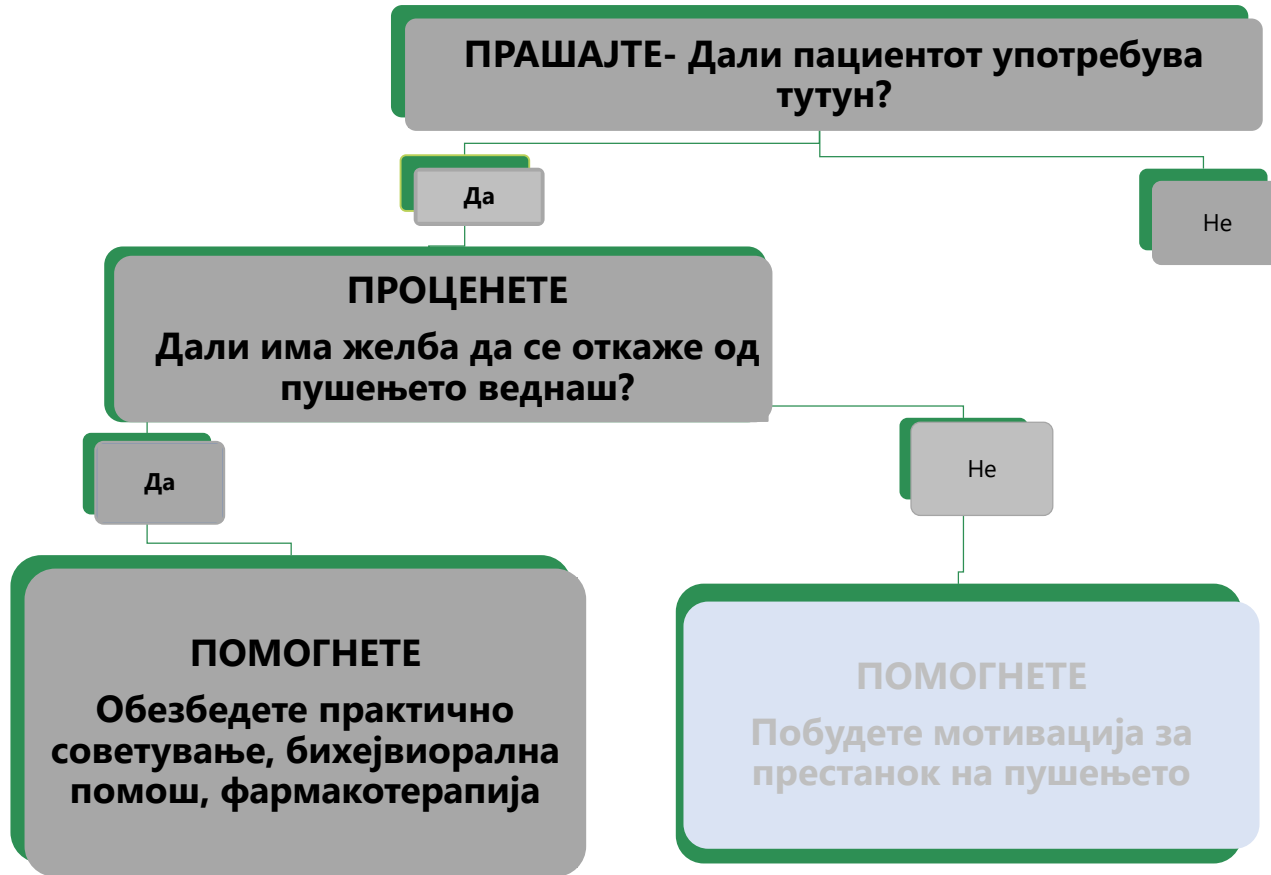 ПРАШАЈТЕ- Дали пациентот употребува
тутун?
Да
Не
ПРОЦЕНЕТЕ
Дали има желба да се откаже од
пушењето веднаш?
Да
Не
ПОМОГНЕТЕ
Обезбедете практично
советување, бихејвиорална
помош, фармакотерапија
ПОМОГНЕТЕ
Побудете мотивација за
престанок на пушењето